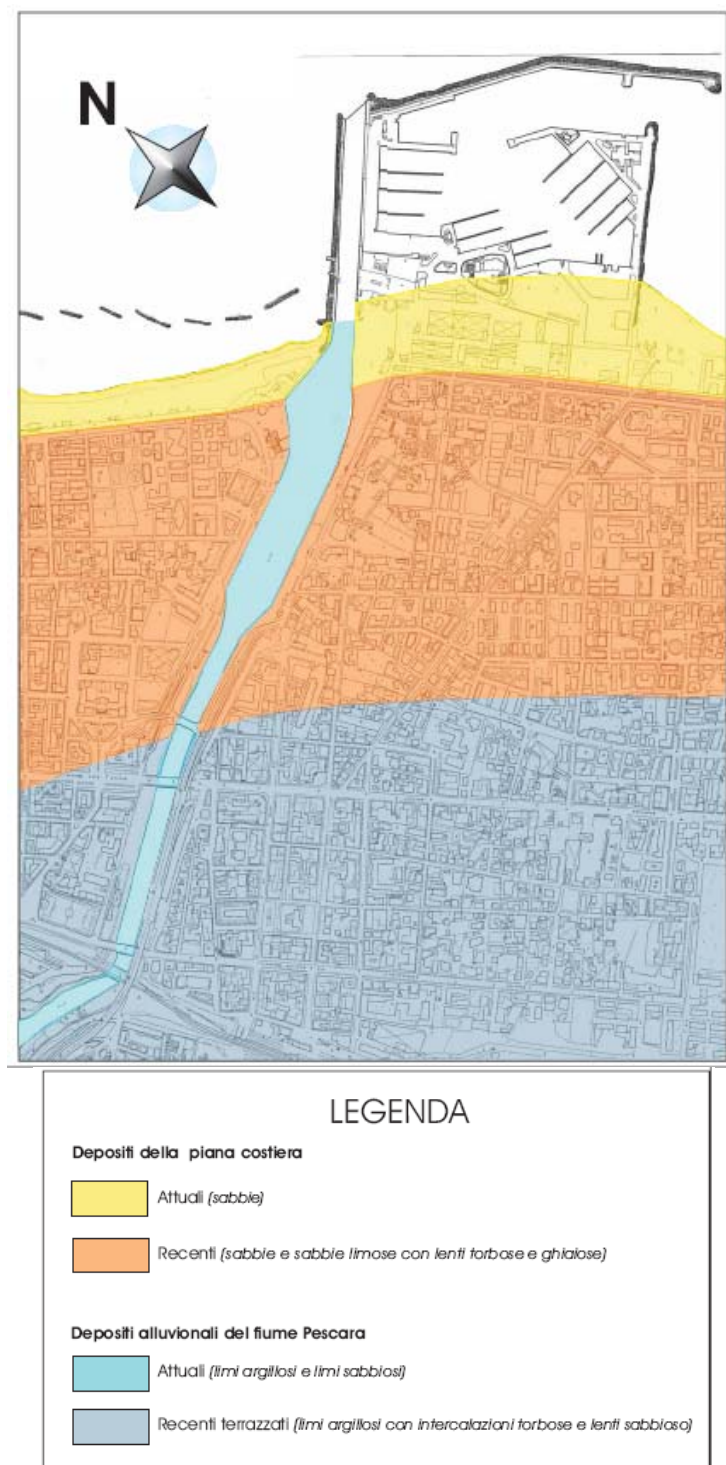 N
LEGENDA
Depositi della piana costiera
Attuali (sabbie)
Recenti (sabbie e sabbie limose con lenti torbose e ghiaiose)
Depositi alluvionali del fiume Pescara
Attuali (limi argillosi e limi sabbiosi)
Recenti terrazzati (limi argillosi con intercalazioni torbose e lenti sabbioso)